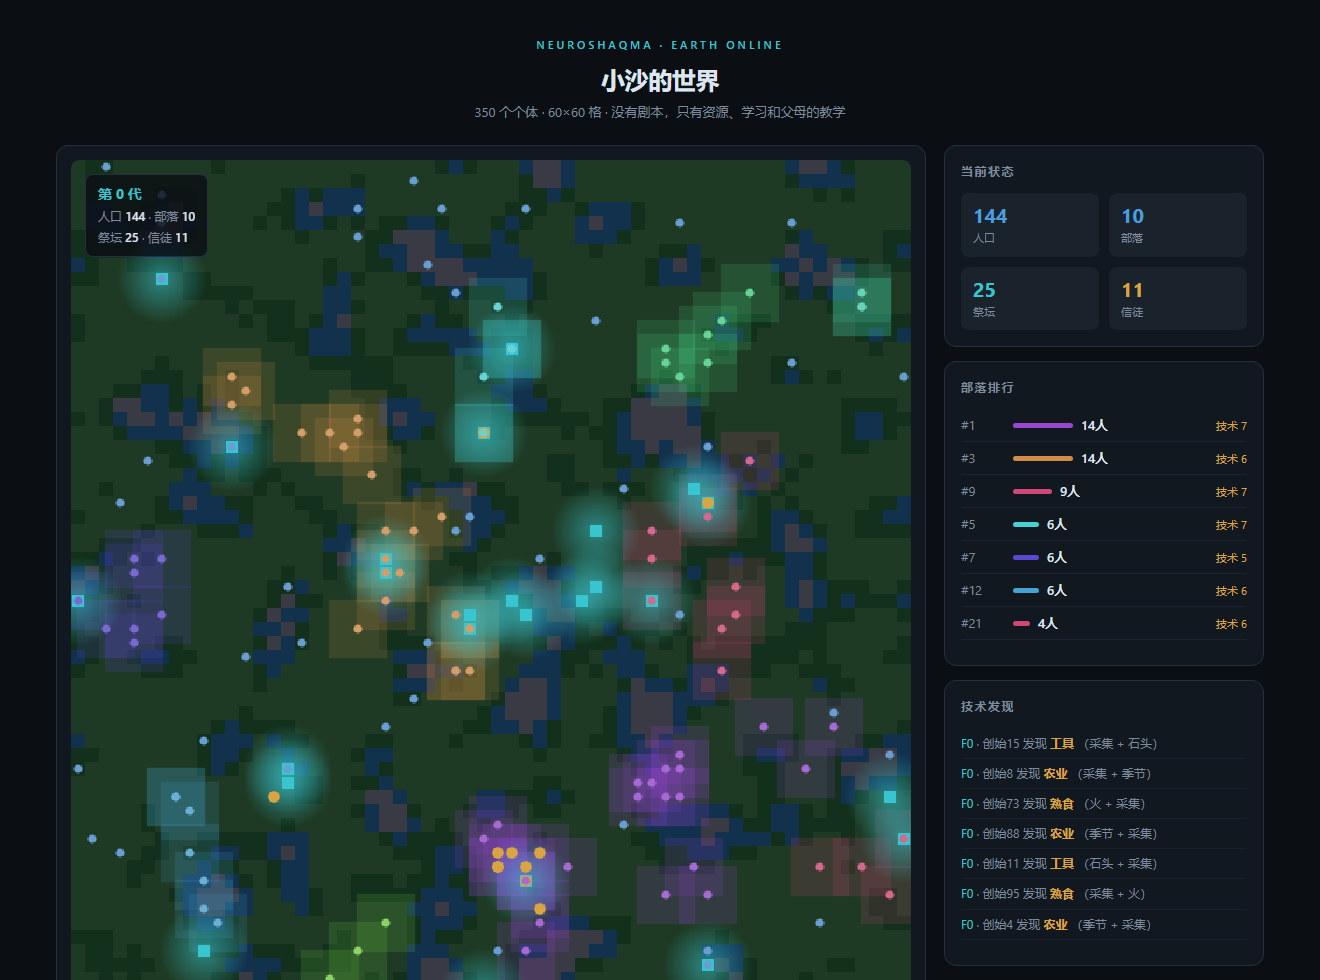 NEUROSHAQMA · EARTH ONLINE
小沙的世界
350 个个体 · 60×60 格 · 没有剧本，只有资源、学习和父母的教学
第 0 代
人口 144 · 部落 10
祭坛 25 · 信徒 11
当前状态
144
人口
10
部落
25
祭坛
11
信徒
部落排行
#1 14人 技术 7
#3 14人 技术 6
#9 9人 技术 7
#5 6人 技术 7
#7 6人 技术 5
#12 6人 技术 6
#21 4人 技术 6
技术发现
F0 · 创始15 发现 工具 （采集 + 石头）
F0 · 创始8 发现 农业 （采集 + 季节）
F0 · 创始73 发现 熟食 （火 + 采集）
F0 · 创始88 发现 农业 （季节 + 采集）
F0 · 创始11 发现 工具 （石头 + 采集）
F0 · 创始95 发现 熟食 （采集 + 火）
F0 · 创始4 发现 农业 （季节 + 采集）